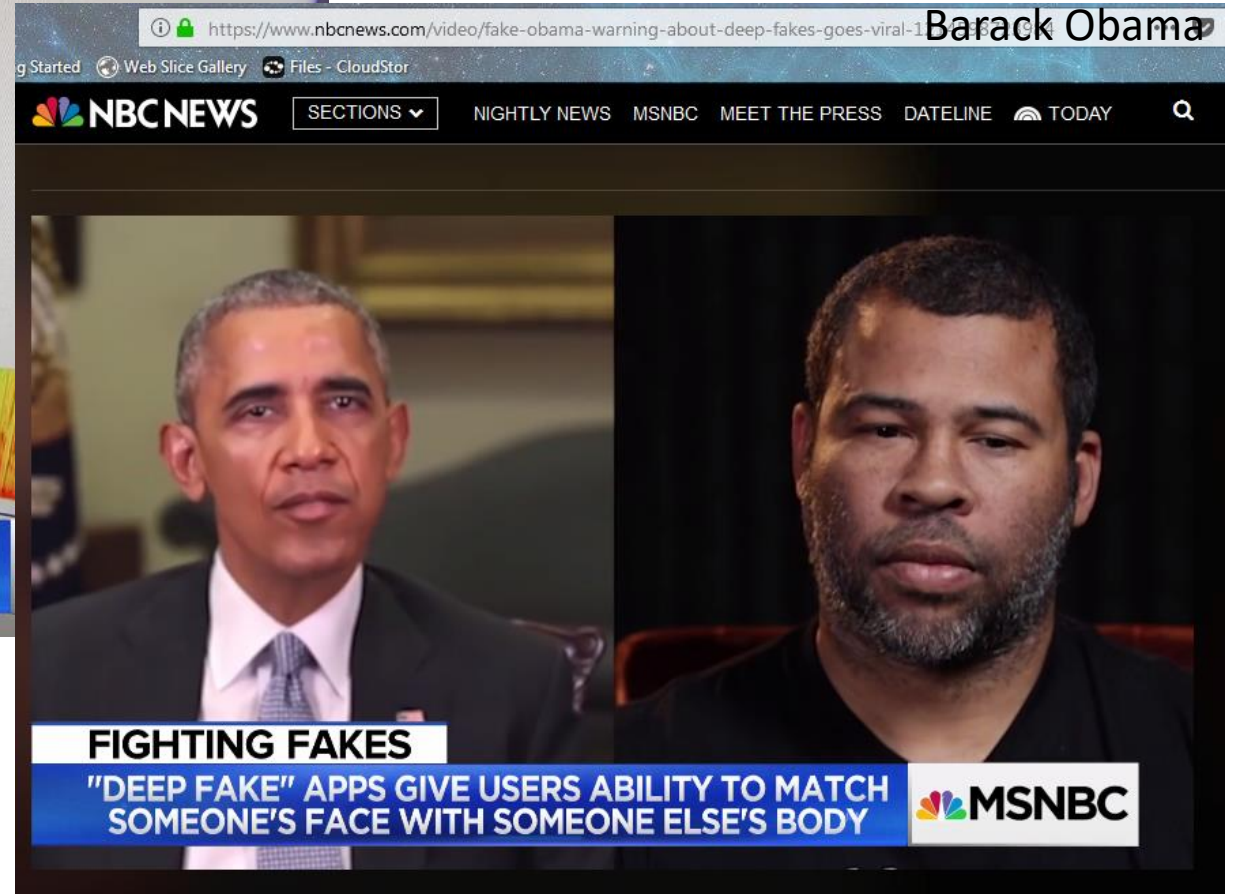 Barack Obama
https://www.nbcnews.com/video/fake-obama-warning-about-deep-fakes-goes-viral-
g Started Web Slice Gallery Files - CloudStor
NBC NEWS SECTIONS NIGHTLY NEWS MSNBC MEET THE PRESS DATELINE TODAY
FIGHTING FAKES
"DEEP FAKE" APPS GIVE USERS ABILITY TO MATCH
SOMEONE'S FACE WITH SOMEONE ELSE'S BODY
MSNBC